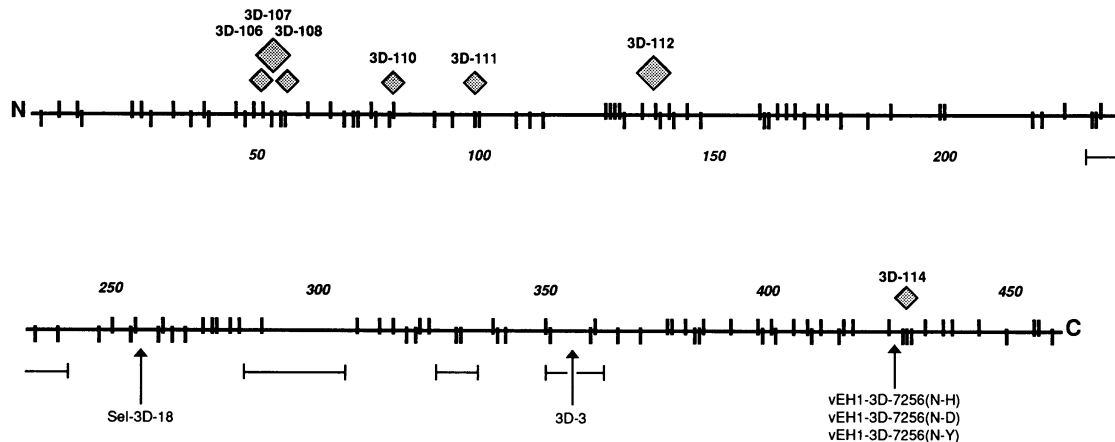 3D-107
3D-106 3D-108
3D-110 3D-111 3D-112
N
50 100 150 200
3D-114
250 300 350 400 450
C
Sel-3D-18 3D-3
vEH1-3D-7256(N-H)
vEH1-3D-7256(N-D)
vEH1-3D-7256(N-Y)